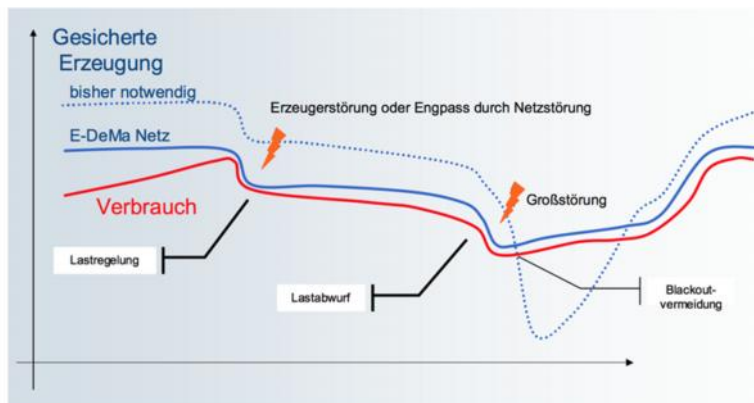 Gesicherte
Erzeugung
bisher notwendig
Erzeugerstörung oder Engpass durch Netzstörung
E-DeMa Netz
Verbrauch
Großstörung
Lastregelung
Lastabwurf
Blackout-
vermeidung